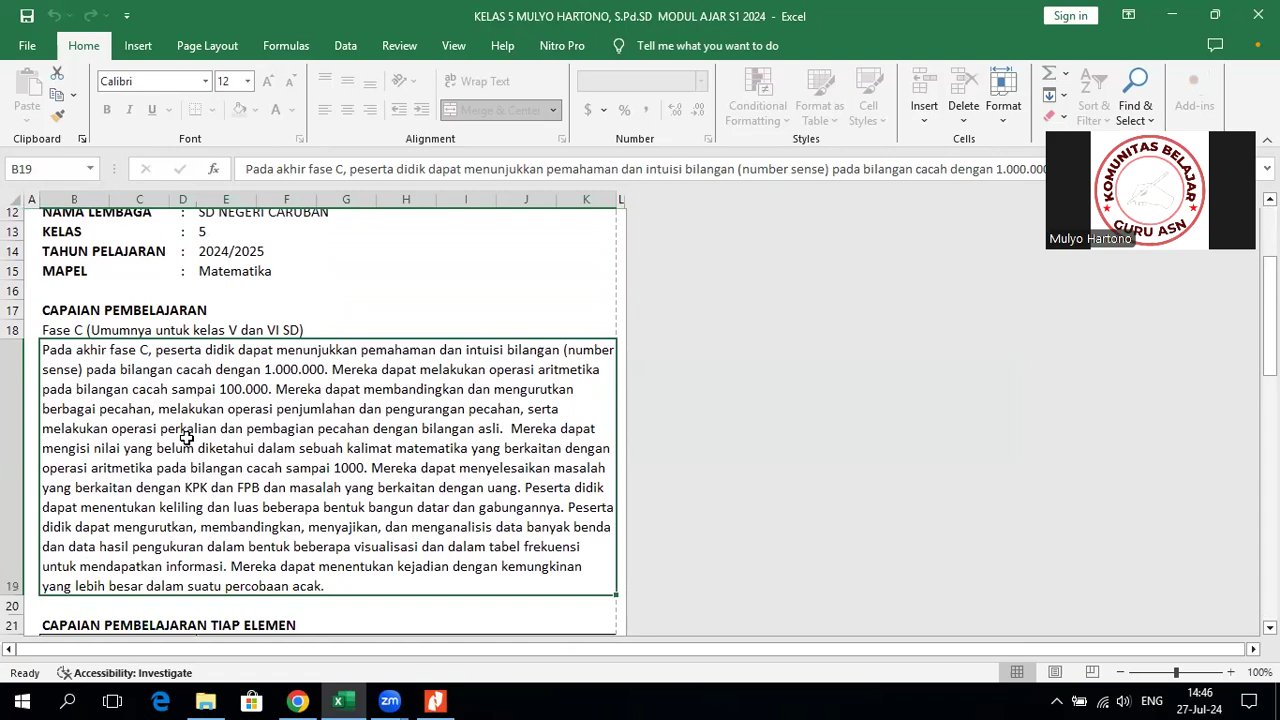 KELAS 5 MULYO HARTONO, S.Pd.SD  MODUL AJAR S1 2024  -  Excel
Sign in
File Home Insert Page Layout Formulas Data Review View Help Nitro Pro Tell me what you want to do
Paste
Clipboard
Calibri 12
B I U
Font
Wrap Text
Merge & Center
Alignment
Number
Conditional Formatting
Format as Table
Cell Styles
Styles
Insert Delete Format
Cells
Sort & Filter
Find & Select
Add-ins
KOMUNITAS BELAJAR
GURU ASN
Mulyo Hartono
B19
fx
Pada akhir fase C, peserta didik dapat menunjukkan pemahaman dan intuisi bilangan (number sense) pada bilangan cacah dengan 1.000.000
A B C D E F G H I J K L
12 NAMA LEMBAGA : SD NEGERI CARUBAN
13 KELAS : 5
14 TAHUN PELAJARAN : 2024/2025
15 MAPEL : Matematika
16
17 CAPAIAN PEMBELAJARAN
18 Fase C (Umumnya untuk kelas V dan VI SD)
Pada akhir fase C, peserta didik dapat menunjukkan pemahaman dan intuisi bilangan (number
sense) pada bilangan cacah dengan 1.000.000. Mereka dapat melakukan operasi aritmetika
pada bilangan cacah sampai 100.000. Mereka dapat membandingkan dan mengurutkan
berbagai pecahan, melakukan operasi penjumlahan dan pengurangan pecahan, serta
melakukan operasi perkalian dan pembagian pecahan dengan bilangan asli.  Mereka dapat
mengisi nilai yang belum diketahui dalam sebuah kalimat matematika yang berkaitan dengan
operasi aritmetika pada bilangan cacah sampai 1000. Mereka dapat menyelesaikan masalah
yang berkaitan dengan KPK dan FPB dan masalah yang berkaitan dengan uang. Peserta didik
dapat menentukan keliling dan luas beberapa bentuk bangun datar dan gabungannya. Peserta
didik dapat mengurutkan, membandingkan, menyajikan, dan menganalisis data banyak benda
dan data hasil pengukuran dalam bentuk beberapa visualisasi dan dalam tabel frekuensi
untuk mendapatkan informasi. Mereka dapat menentukan kejadian dengan kemungkinan
19 yang lebih besar dalam suatu percobaan acak.
20
21 CAPAIAN PEMBELAJARAN TIAP ELEMEN
Ready Accessibility: Investigate
100%
zm
ENG
14:46
27-Jul-24